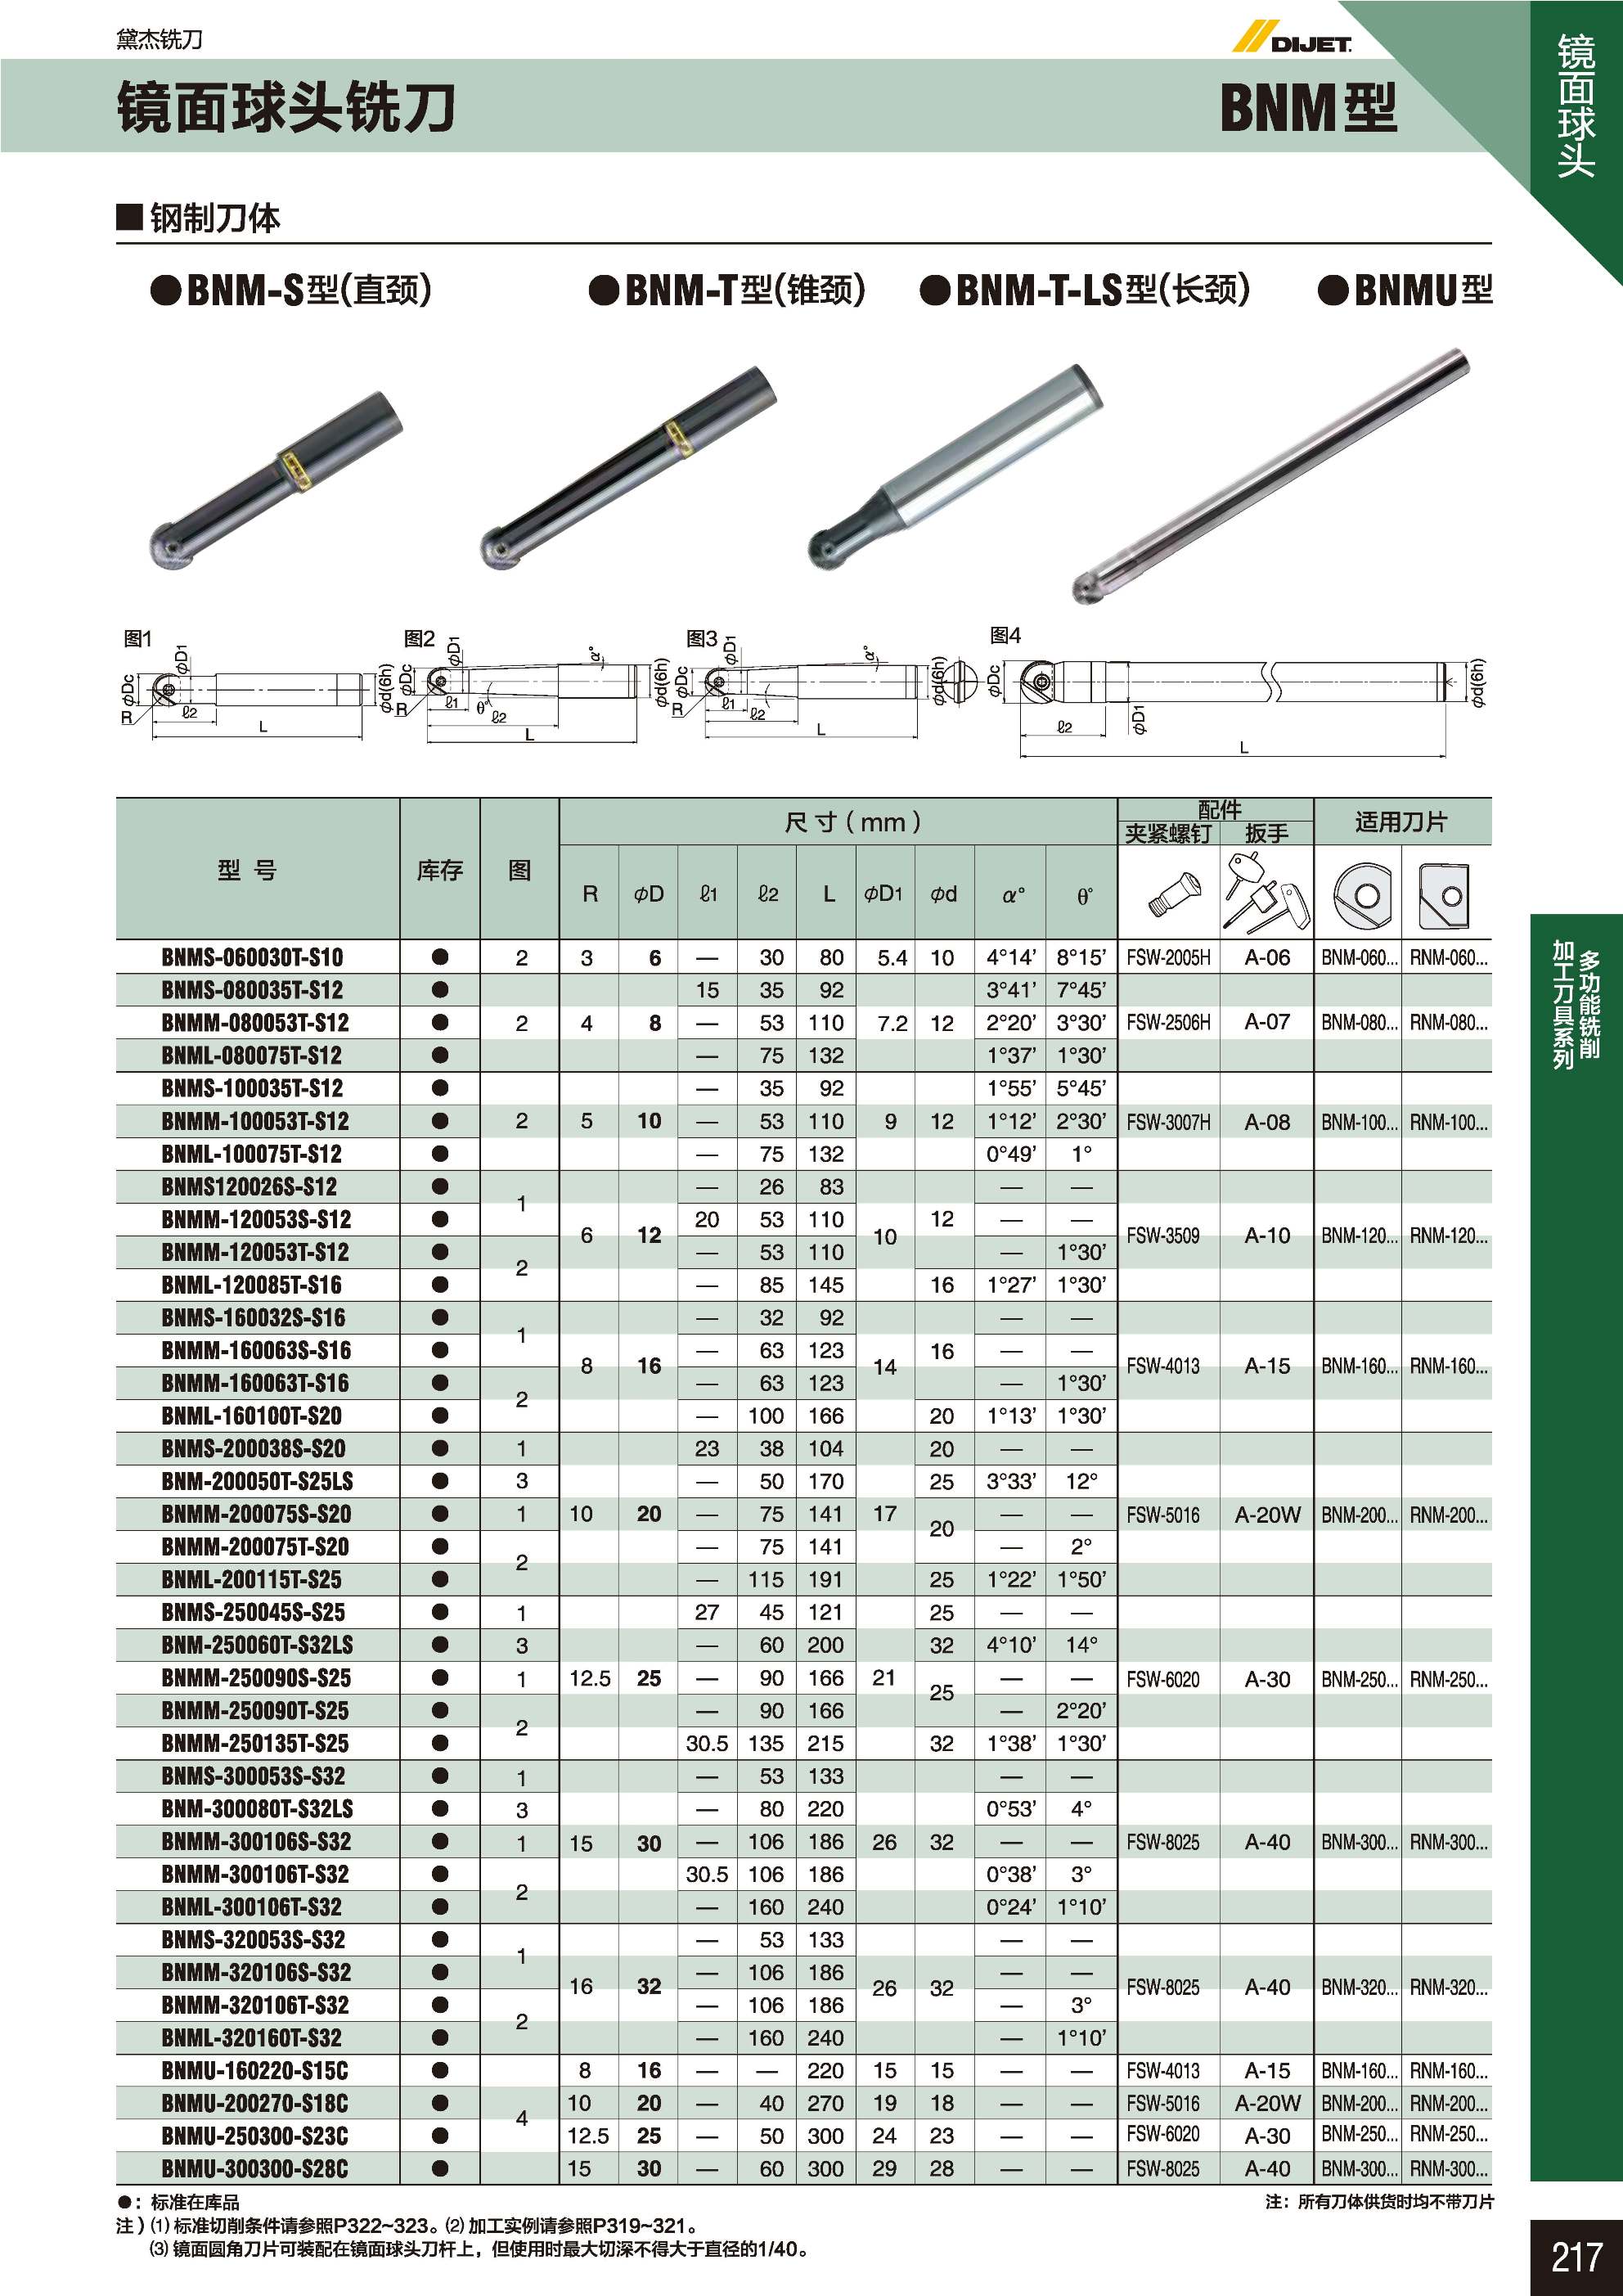 黛杰铣刀
DIJET.
镜面球头铣刀 BNM型
镜面球头
■钢制刀体
●BNM-S型(直颈) ●BNM-T型(锥颈) ●BNM-T-LS型(长颈) ●BNMU型
图1 φDc φD1 R ℓ2 L φd(6h)
图2 φDc φD1 R ℓ1 θ° ℓ2 L α° φd(6h)
图3 φDc φD1 R ℓ1 ℓ2 L α° φd(6h)
图4 φDc ℓ2 φD1 L φd(6h)
型 号 库存 图 尺 寸 ( mm ) 配件 适用刀片
夹紧螺钉 扳手
R φD ℓ1 ℓ2 L φD1 φd α° θ°
BNMS-060030T-S10 ● 2 3 6 — 30 80 5.4 10 4°14’ 8°15’ FSW-2005H A-06 BNM-060... RNM-060...
BNMS-080035T-S12 ● 15 35 92 3°41’ 7°45’
BNMM-080053T-S12 ● 2 4 8 — 53 110 7.2 12 2°20’ 3°30’ FSW-2506H A-07 BNM-080... RNM-080...
BNML-080075T-S12 ● — 75 132 1°37’ 1°30’
BNMS-100035T-S12 ● — 35 92 1°55’ 5°45’
BNMM-100053T-S12 ● 2 5 10 — 53 110 9 12 1°12’ 2°30’ FSW-3007H A-08 BNM-100... RNM-100...
BNML-100075T-S12 ● — 75 132 0°49’ 1°
BNMS120026S-S12 ● 1 — 26 83 — —
BNMM-120053S-S12 ● 20 53 110 12 — —
6 12 10 FSW-3509 A-10 BNM-120... RNM-120...
BNMM-120053T-S12 ● 2 — 53 110 — 1°30’
BNML-120085T-S16 ● — 85 145 16 1°27’ 1°30’
BNMS-160032S-S16 ● 1 — 32 92 — —
BNMM-160063S-S16 ● — 63 123 16 — —
8 16 14 FSW-4013 A-15 BNM-160... RNM-160...
BNMM-160063T-S16 ● 2 — 63 123 — 1°30’
BNML-160100T-S20 ● — 100 166 20 1°13’ 1°30’
BNMS-200038S-S20 ● 1 23 38 104 20 — —
BNM-200050T-S25LS ● 3 — 50 170 25 3°33’ 12°
BNMM-200075S-S20 ● 1 10 20 — 75 141 17 20 — — FSW-5016 A-20W BNM-200... RNM-200...
BNMM-200075T-S20 ● 2 — 75 141 — 2°
BNML-200115T-S25 ● — 115 191 25 1°22’ 1°50’
BNMS-250045S-S25 ● 1 27 45 121 25 — —
BNM-250060T-S32LS ● 3 — 60 200 32 4°10’ 14°
BNMM-250090S-S25 ● 1 12.5 25 — 90 166 21 25 — — FSW-6020 A-30 BNM-250... RNM-250...
BNMM-250090T-S25 ● 2 — 90 166 — 2°20’
BNMM-250135T-S25 ● 30.5 135 215 32 1°38’ 1°30’
BNMS-300053S-S32 ● 1 — 53 133 — —
BNM-300080T-S32LS ● 3 — 80 220 0°53’ 4°
BNMM-300106S-S32 ● 1 15 30 — 106 186 26 32 — — FSW-8025 A-40 BNM-300... RNM-300...
BNMM-300106T-S32 ● 2 30.5 106 186 0°38’ 3°
BNML-300106T-S32 ● — 160 240 0°24’ 1°10’
BNMS-320053S-S32 ● 1 — 53 133 — —
BNMM-320106S-S32 ● — 106 186 — —
16 32 26 32 FSW-8025 A-40 BNM-320... RNM-320...
BNMM-320106T-S32 ● 2 — 106 186 — 3°
BNML-320160T-S32 ● — 160 240 — 1°10’
BNMU-160220-S15C ● 8 16 — — 220 15 15 — — FSW-4013 A-15 BNM-160... RNM-160...
BNMU-200270-S18C ● 4 10 20 — 40 270 19 18 — — FSW-5016 A-20W BNM-200... RNM-200...
BNMU-250300-S23C ● 12.5 25 — 50 300 24 23 — — FSW-6020 A-30 BNM-250... RNM-250...
BNMU-300300-S28C ● 15 30 — 60 300 29 28 — — FSW-8025 A-40 BNM-300... RNM-300...
●：标准在库品 注：所有刀体供货时均不带刀片
注）⑴ 标准切削条件请参照P322~323。⑵ 加工实例请参照P319~321。
⑶ 镜面圆角刀片可装配在镜面球头刀杆上，但使用时最大切深不得大于直径的1/40。
多功能铣削
加工刀具系列
217